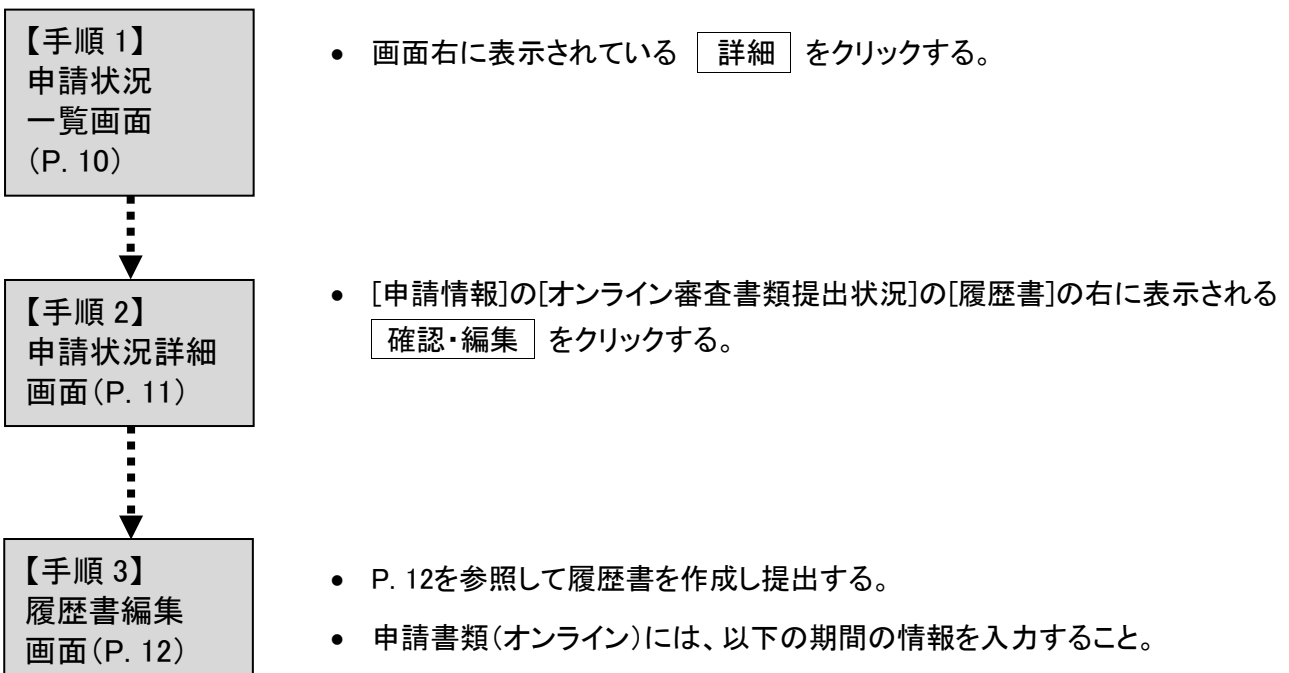 【手順 1】
申請状況
一覧画面
(P. 10)
• 画面右に表示されている 詳細 をクリックする。
【手順 2】
申請状況詳細
画面(P. 11)
• [申請情報]の[オンライン審査書類提出状況]の[履歴書]の右に表示される
確認・編集 をクリックする。
【手順 3】
履歴書編集
画面(P. 12)
• P. 12を参照して履歴書を作成し提出する。
• 申請書類(オンライン)には、以下の期間の情報を入力すること。